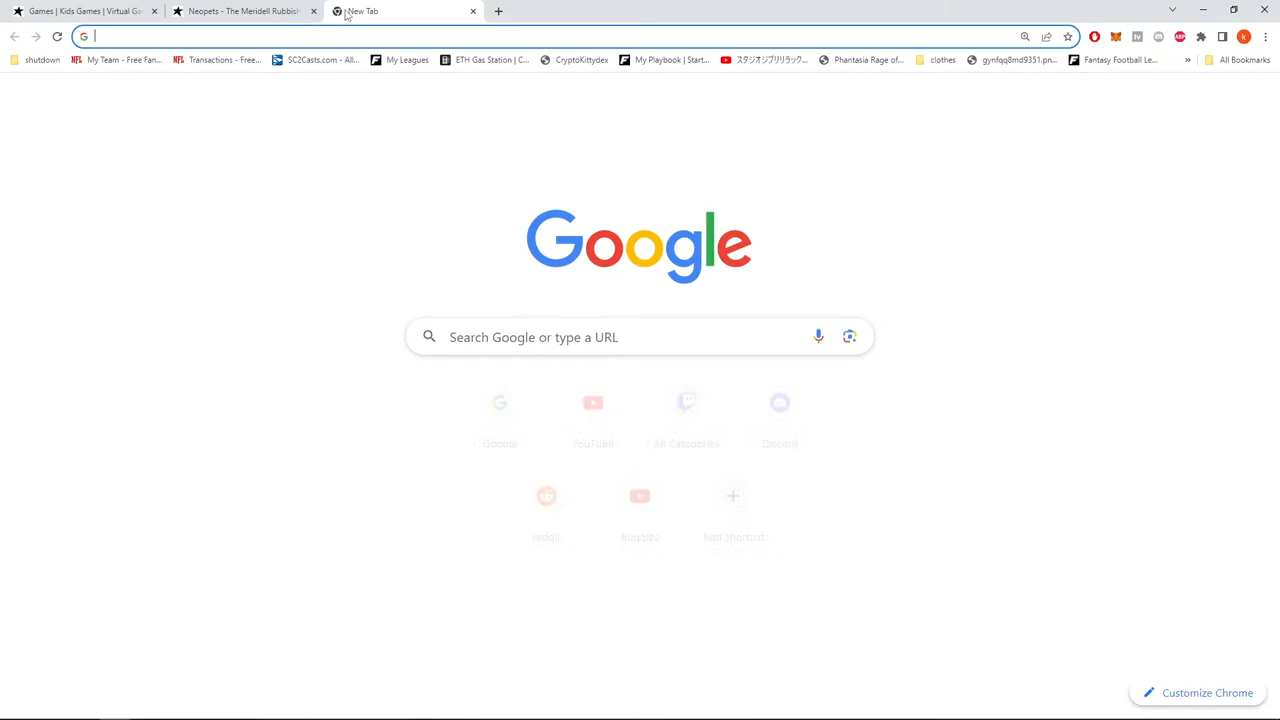 Games | Kids Games | Virtual Ga
Neopets - The Meridell Rubbish
New Tab
shutdown
My Team - Free Fan...
Transactions - Free...
SC2Casts.com - All...
My Leagues
ETH Gas Station | C...
CryptoKittydex
My Playbook | Start...
スタジオジブリリラック...
Phantasia Rage of...
clothes
gynfqq8md9351.pn...
Fantasy Football Le...
»
All Bookmarks
Google
Search Google or type a URL
Google
YouTube
All Categories
Discord
reddit
Add shortcut
Customize Chrome